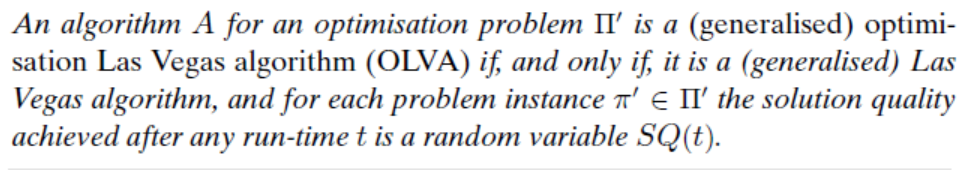 An algorithm A for an optimisation problem Π′ is a (generalised) optimi-
sation Las Vegas algorithm (OLVA) if, and only if, it is a (generalised) Las
Vegas algorithm, and for each problem instance π′ ∈ Π′ the solution quality
achieved after any run-time t is a random variable SQ(t).